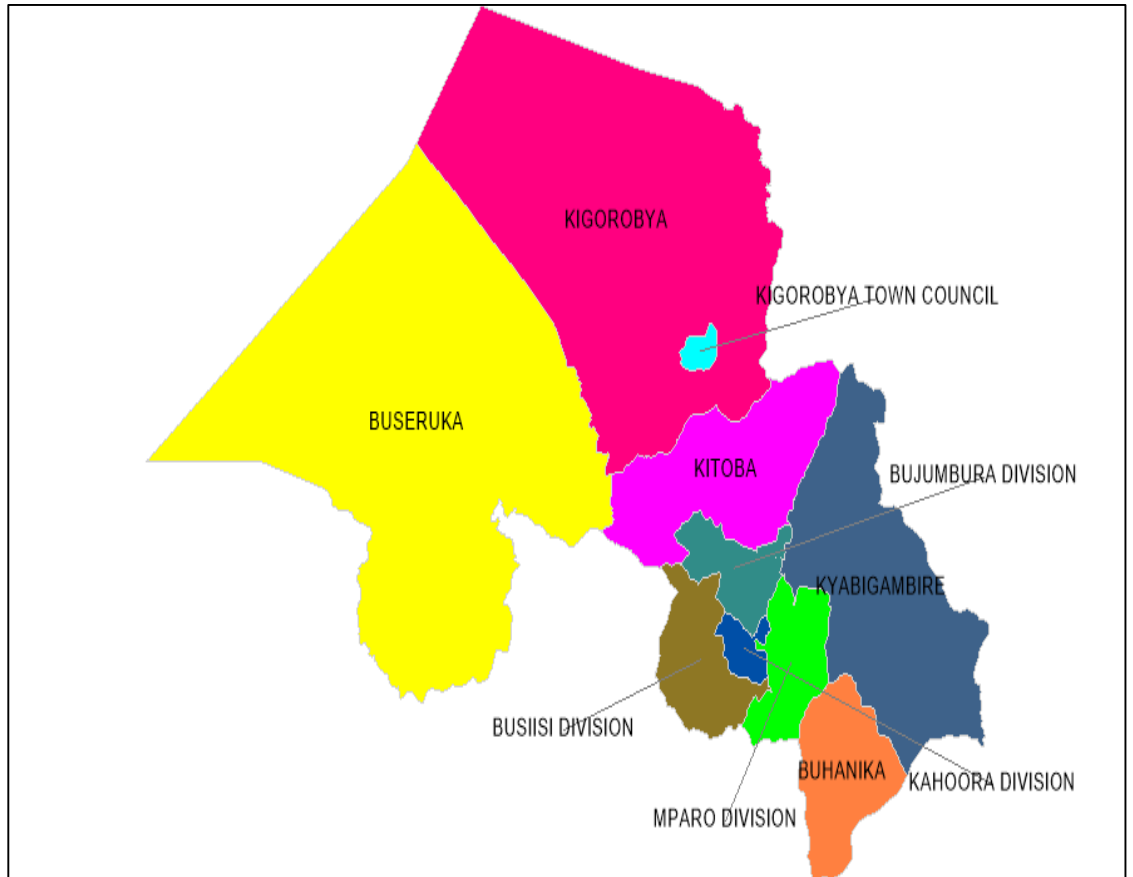 KIGOROBYA
KIGOROBYA TOWN COUNCIL
BUSERUKA
KITOBA
BUJUMBURA DIVISION
KYABIGAMBIRE
BUSIISI DIVISION
BUHANIKA
KAHOORA DIVISION
MPARO DIVISION